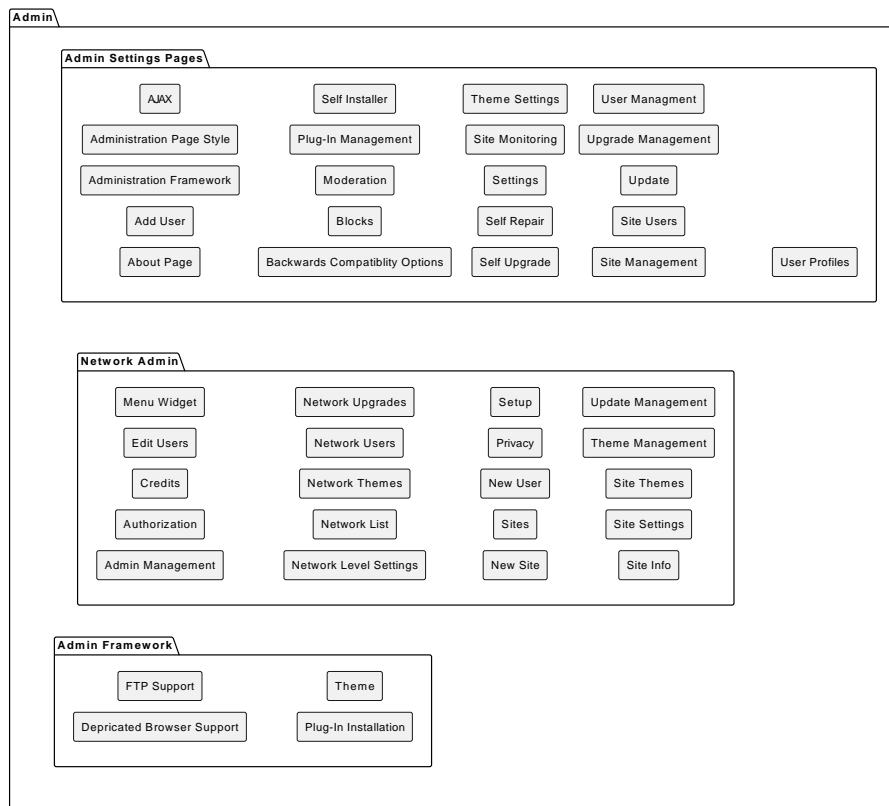 Admin
Admin Settings Pages
AJAX Self Installer Theme Settings User Managment
Administration Page Style Plug-In Management Site Monitoring Upgrade Management
Administration Framework Moderation Settings Update
Add User Blocks Self Repair Site Users
About Page Backwards Compatiblity Options Self Upgrade Site Management User Profiles
Network Admin
Menu Widget Network Upgrades Setup Update Management
Edit Users Network Users Privacy Theme Management
Credits Network Themes New User Site Themes
Authorization Network List Sites Site Settings
Admin Management Network Level Settings New Site Site Info
Admin Framework
FTP Support Theme
Depricated Browser Support Plug-In Installation